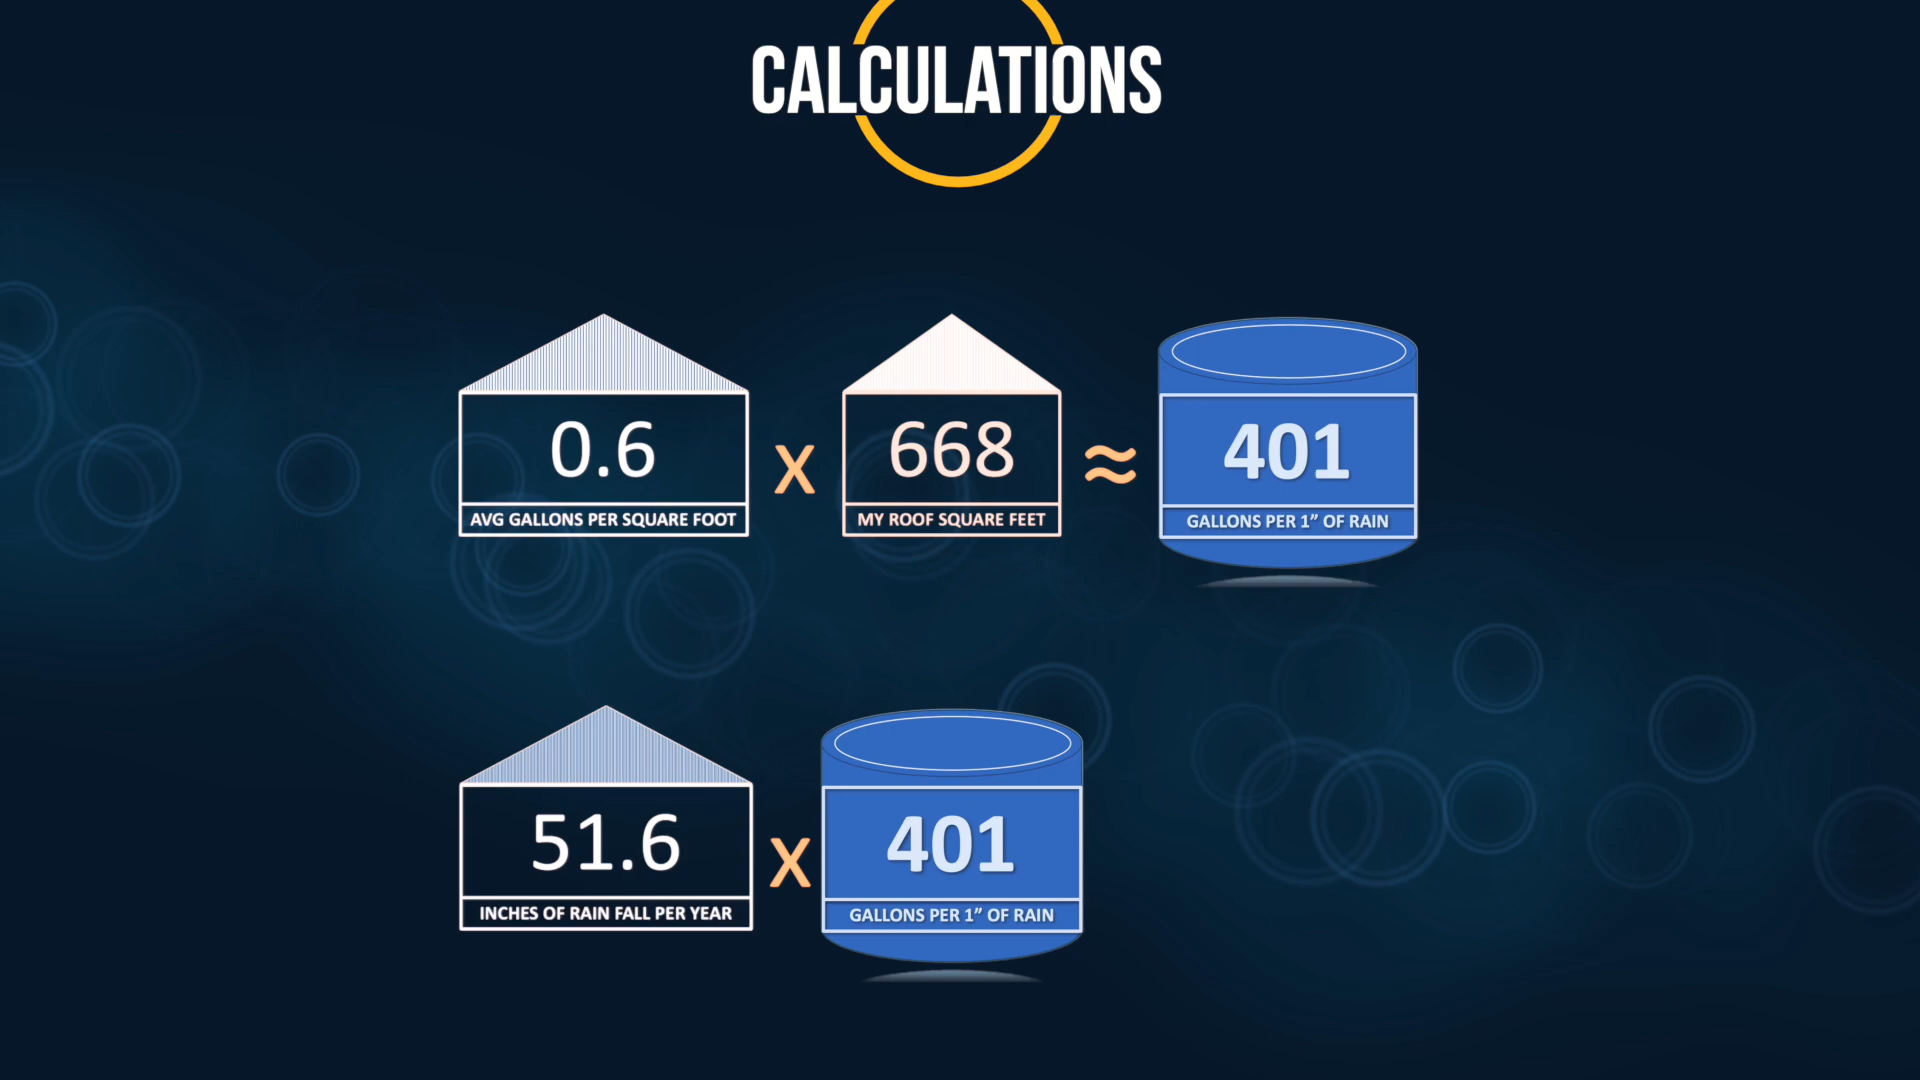 CALCULATIONS
0.6 X 668 ≈ 401
AVG GALLONS PER SQUARE FOOT
MY ROOF SQUARE FEET
GALLONS PER 1” OF RAIN
51.6 X 401
INCHES OF RAIN FALL PER YEAR
GALLONS PER 1” OF RAIN